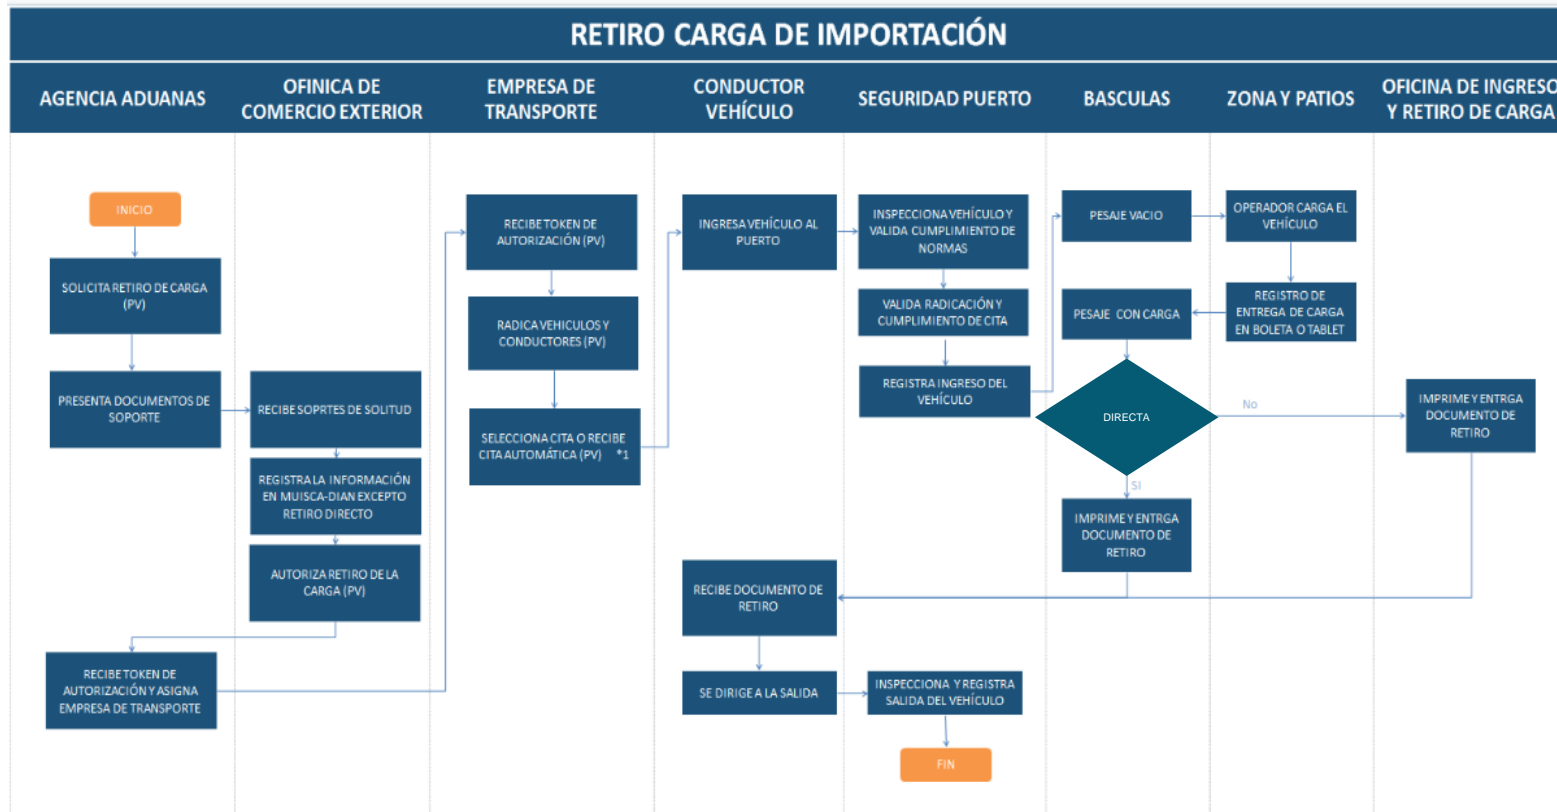 RETIRO CARGA DE IMPORTACIÓN
AGENCIA ADUANAS
OFINICA DE
COMERCIO EXTERIOR
EMPRESA DE
TRANSPORTE
CONDUCTOR
VEHÍCULO
SEGURIDAD PUERTO
BASCULAS
ZONA Y PATIOS
OFICINA DE INGRESO
Y RETIRO DE CARGA
INICIO
SOLICITA RETIRO DE CARGA
(PV)
PRESENTA DOCUMENTOS DE
SOPORTE
RECIBE SOPRTES DE SOLITUD
REGISTRA LA INFORMACIÓN
EN MUISCA-DIAN EXCEPTO
RETIRO DIRECTO
AUTORIZA RETIRO DE LA
CARGA (PV)
RECIBE TOKEN DE
AUTORIZACIÓN Y ASIGNA
EMPRESA DE TRANSPORTE
RECIBE TOKEN DE
AUTORIZACIÓN (PV)
RADICA VEHICULOS Y
CONDUCTORES (PV)
SELECCIONA CITA O RECIBE
CITA AUTOMÁTICA (PV) *1
INGRESA VEHÍCULO AL
PUERTO
INSPECCIONA VEHÍCULO Y
VALIDA CUMPLIMIENTO DE
NORMAS
VALIDA RADICACIÓN Y
CUMPLIMIENTO DE CITA
REGISTRA INGRESO DEL
VEHÍCULO
PESAJE VACIO
OPERADOR CARGA EL
VEHÍCULO
REGISTRO DE
ENTREGA DE CARGA
EN BOLETA O TABLET
PESAJE CON CARGA
DIRECTA
No
IMPRIME Y ENTRGA
DOCUMENTO DE
RETIRO
SI
IMPRIME Y ENTRGA
DOCUMENTO DE
RETIRO
RECIBE DOCUMENTO DE
RETIRO
SE DIRIGE A LA SALIDA
INSPECCIONA Y REGISTRA
SALIDA DEL VEHÍCULO
FIN